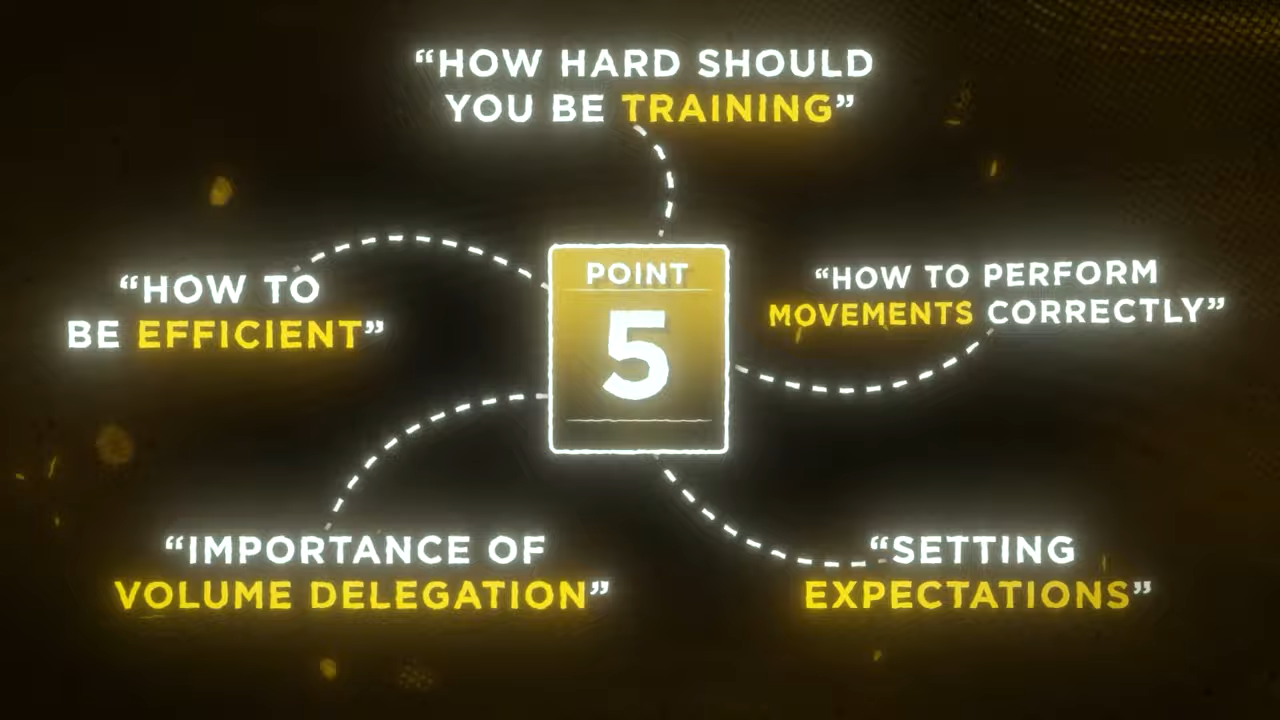 “HOW HARD SHOULD
YOU BE TRAINING”
“HOW TO
BE EFFICIENT”
POINT
5
“HOW TO PERFORM
MOVEMENTS CORRECTLY”
“IMPORTANCE OF
VOLUME DELEGATION”
“SETTING
EXPECTATIONS”